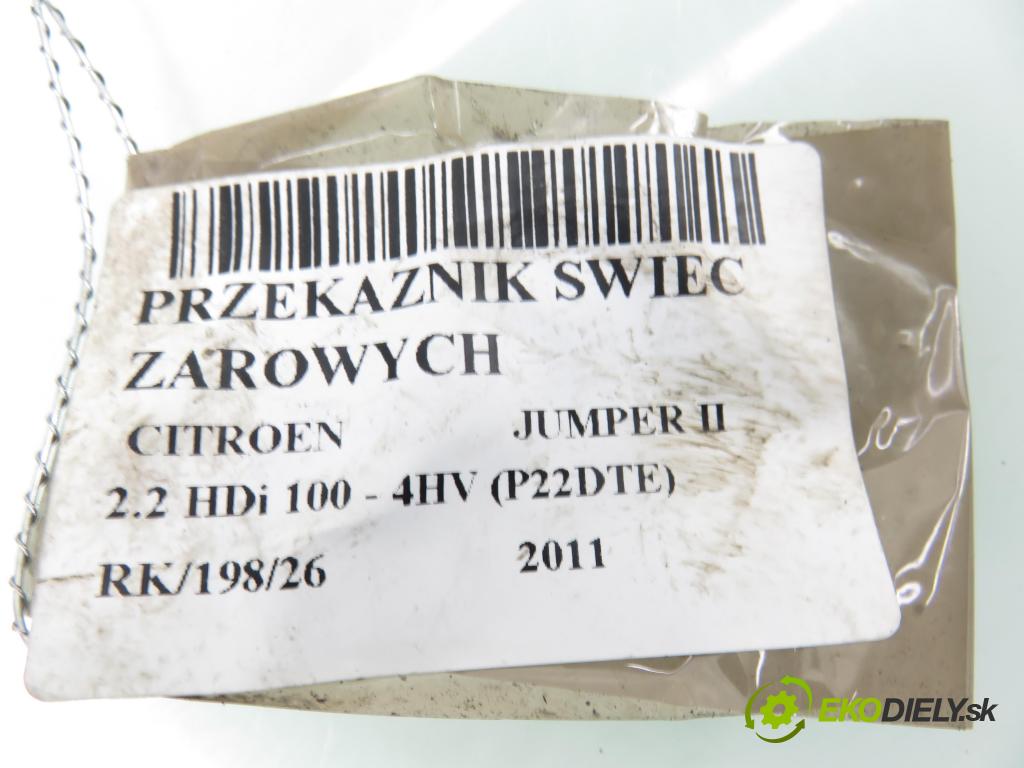 PRZEKAZNIK SWIEC
ZAROWYCH
CITROEN JUMPER II
2.2 HDi 100 - 4HV (P22DTE)
RK/198/26 2011
EKODIELY.sk